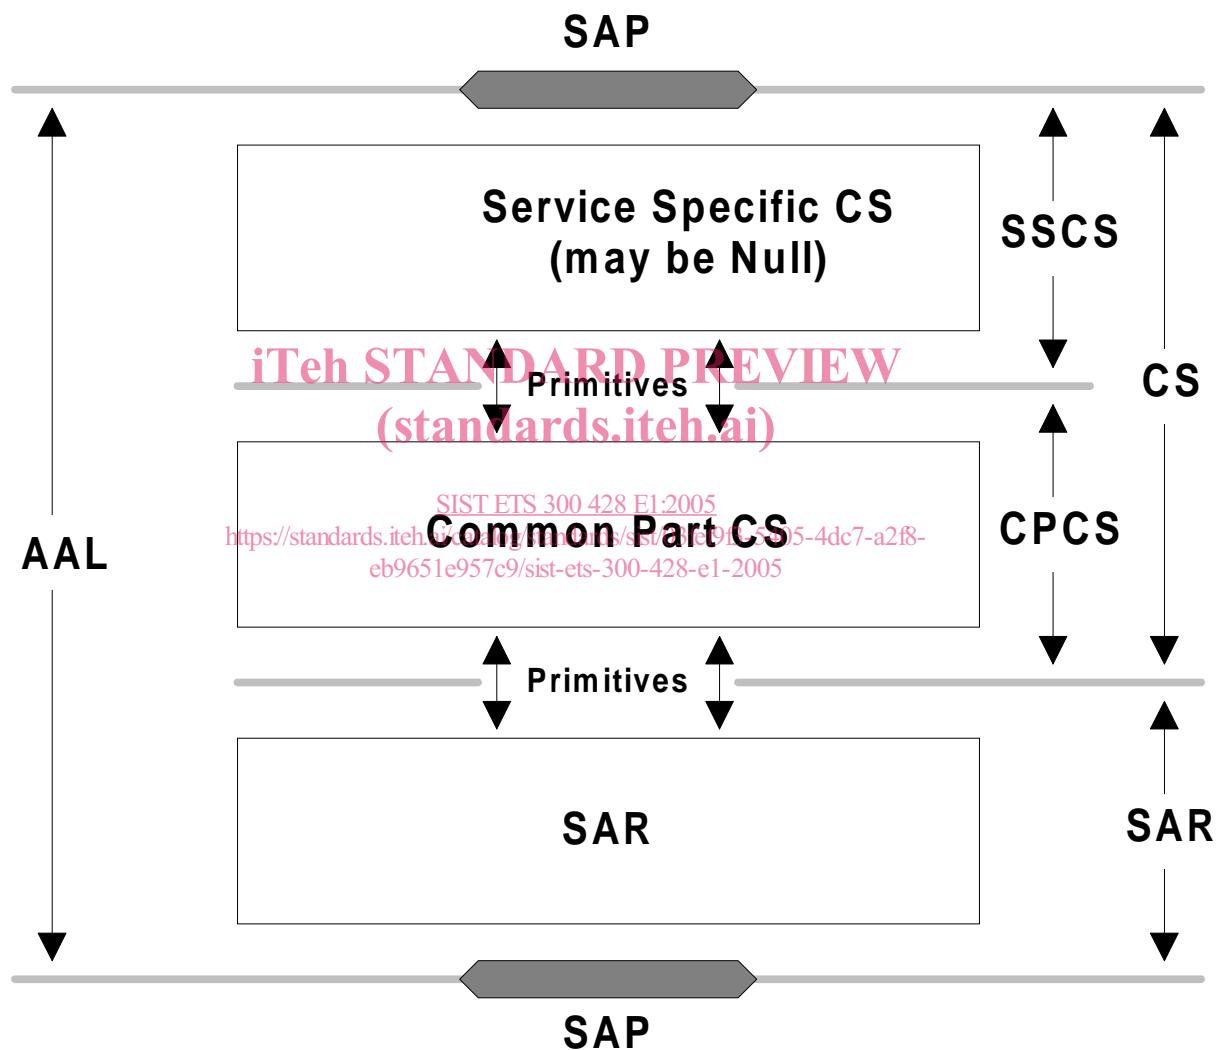 SAP
Service Specific CS
(may be Null)
SSCS
iTeh STANDARD PREVIEW
Primitives
CS
(standards.iteh.ai)
SIST ETS 300 428 E1:2005
Common Part CS
CPCS
eb9651e957c9/sist-ets-300-428-e1-2005
AAL
Primitives
SAR
SAR
SAP